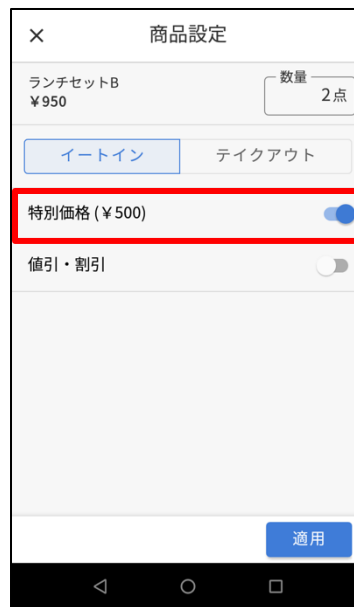 × 商品設定
ランチセットB
¥950
数量
2点
イートイン テイクアウト
特別価格 (¥500)
値引・割引
適用